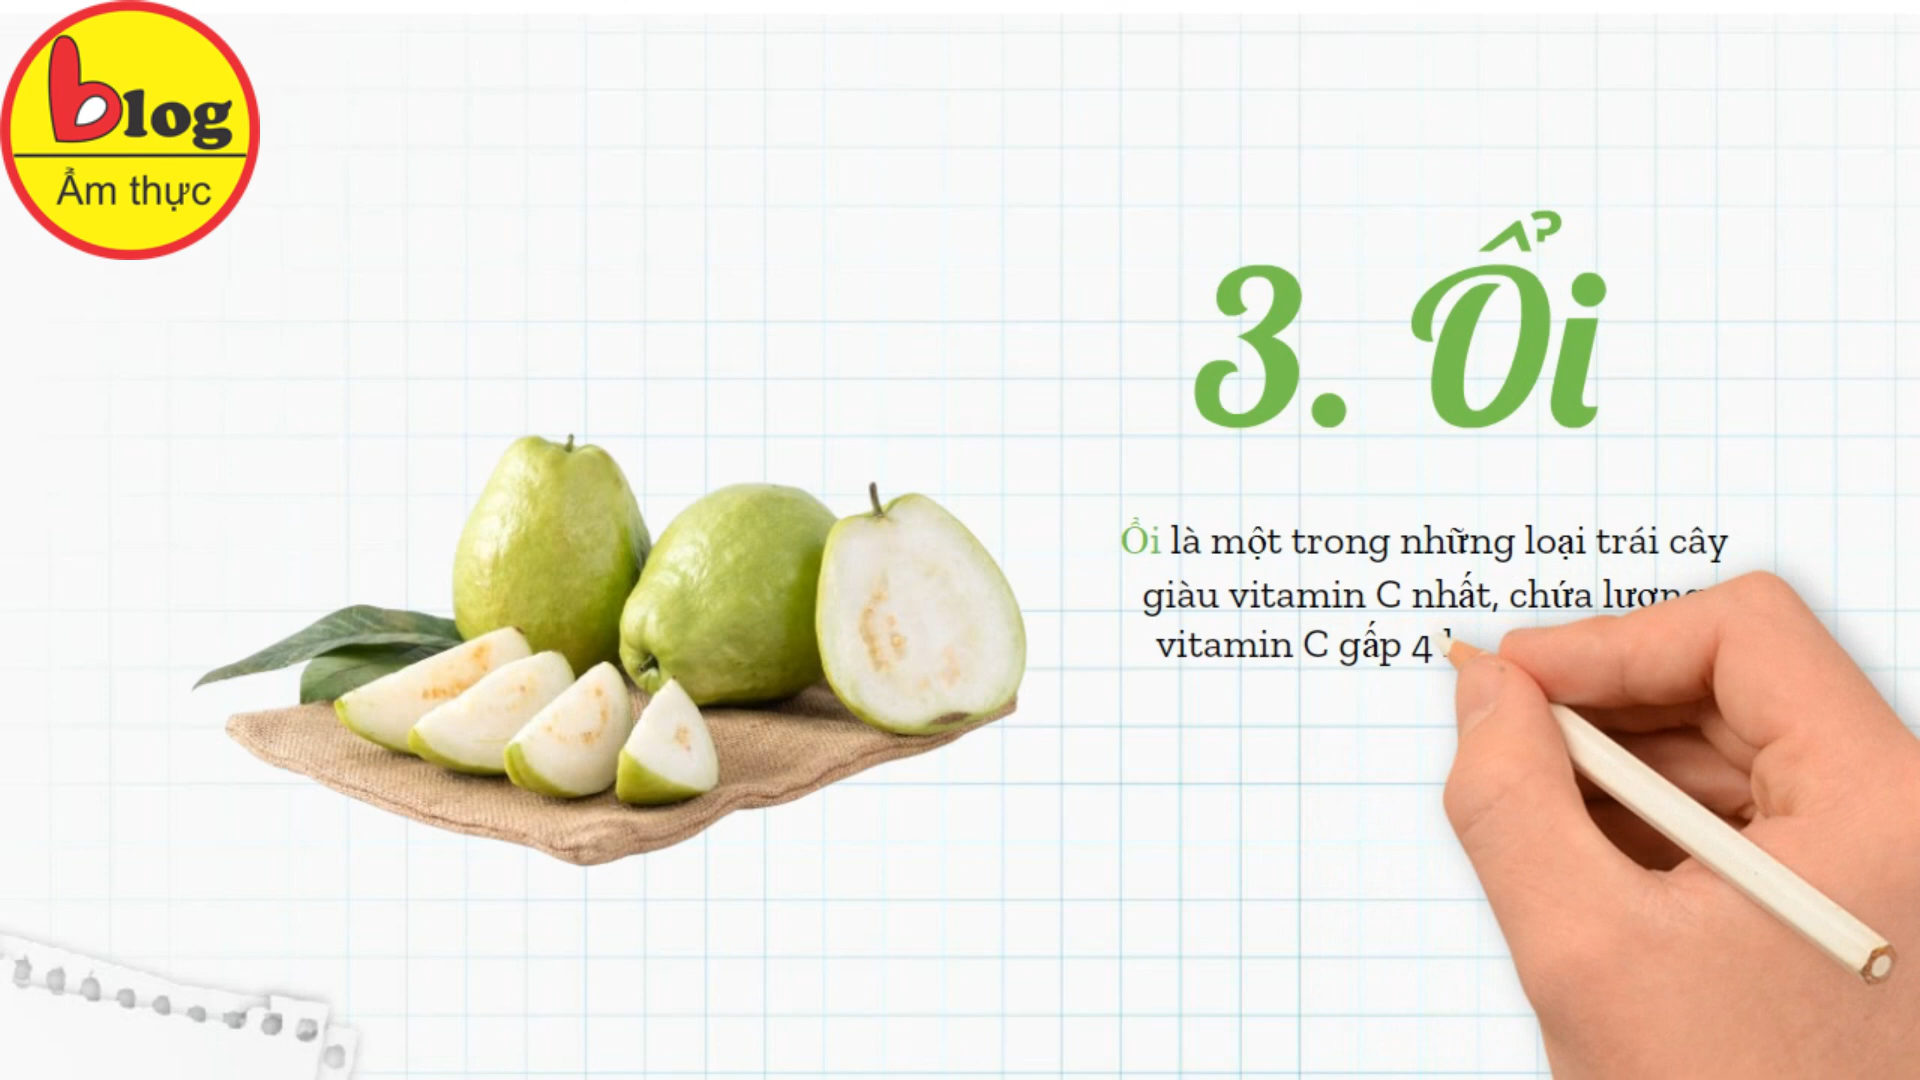 blog
Ẩm thực
3. Ổi
Ổi là một trong những loại trái cây
giàu vitamin C nhất, chứa lượng
vitamin C gấp 4